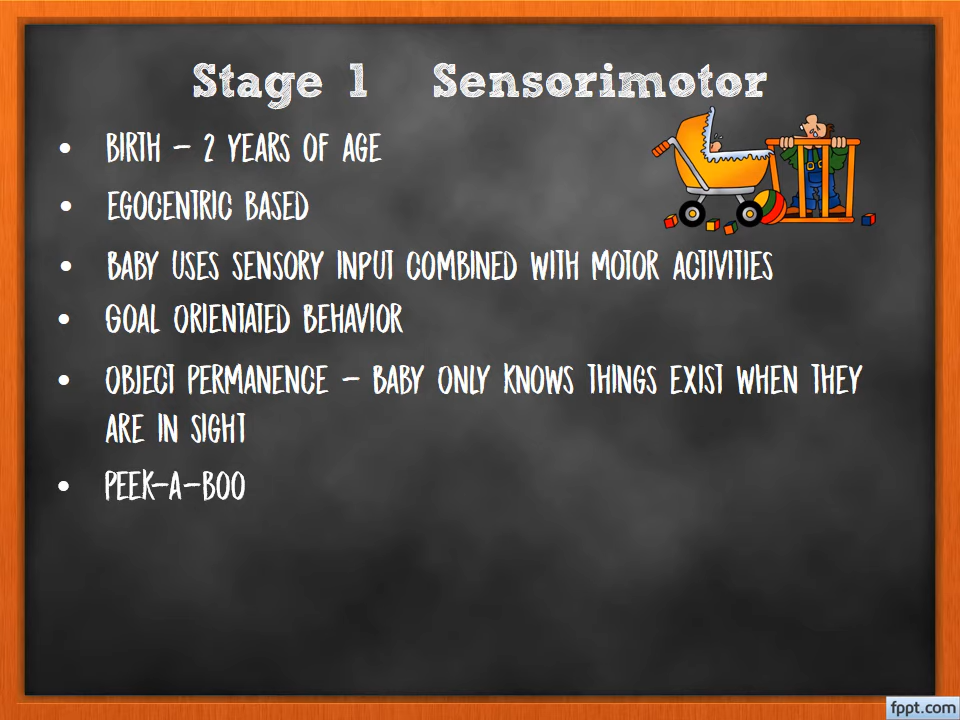 Stage 1 Sensorimotor
• BIRTH – 2 YEARS OF AGE
• EGOCENTRIC BASED
• BABY USES SENSORY INPUT COMBINED WITH MOTOR ACTIVITIES
• GOAL ORIENTATED BEHAVIOR
• OBJECT PERMANENCE – BABY ONLY KNOWS THINGS EXIST WHEN THEY
ARE IN SIGHT
• PEEK-A-BOO
fppt.com